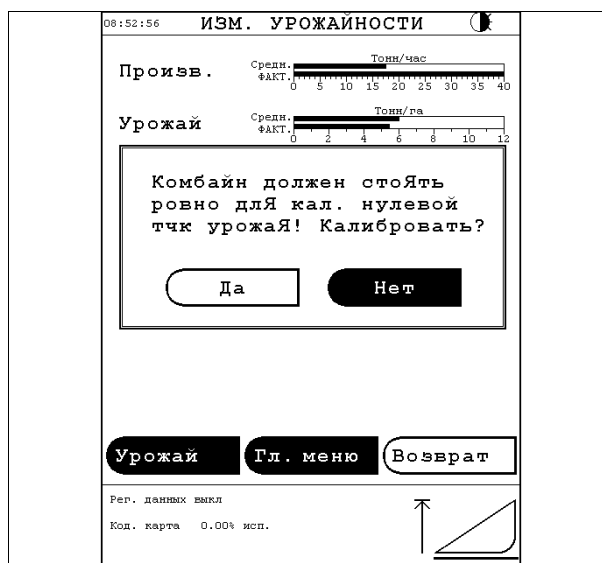 08:52:56 ИЗМ. УРОЖАЙНОСТИ
Тонн/час
Произв. Средн.
ФАКТ.
0 5 10 15 20 25 30 35 40
Тонн/га
Урожай Средн.
ФАКТ.
0 2 4 6 8 10 12
Комбайн должен стоЯть
ровно длЯ кал. нулевой
тчк урожаЯ! Калибровать?
Да Нет
Урожай Гл. меню Возврат
Рег. данных выкл
Код. карта 0.00% исп.